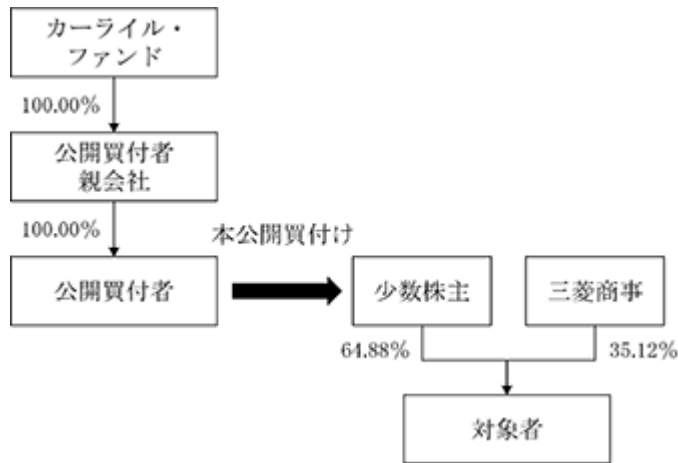 カーライル・
ファンド
100.00%
公開買付者
親会社
100.00%
本公開買付け
公開買付者
少数株主
三菱商事
64.88%
35.12%
対象者